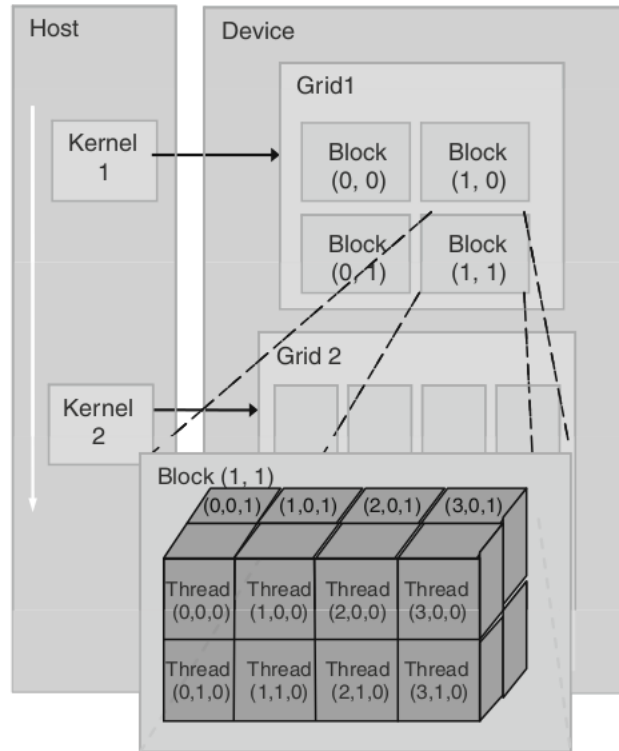 Host
Device
Grid1
Kernel
1
Block
(0, 0)
Block
(1, 0)
Block
(0, 1)
Block
(1, 1)
Grid 2
Kernel
2
Block (1, 1)
(0,0,1) (1,0,1) (2,0,1) (3,0,1)
Thread Thread Thread Thread
(0,0,0) (1,0,0) (2,0,0) (3,0,0)
Thread Thread Thread Thread
(0,1,0) (1,1,0) (2,1,0) (3,1,0)